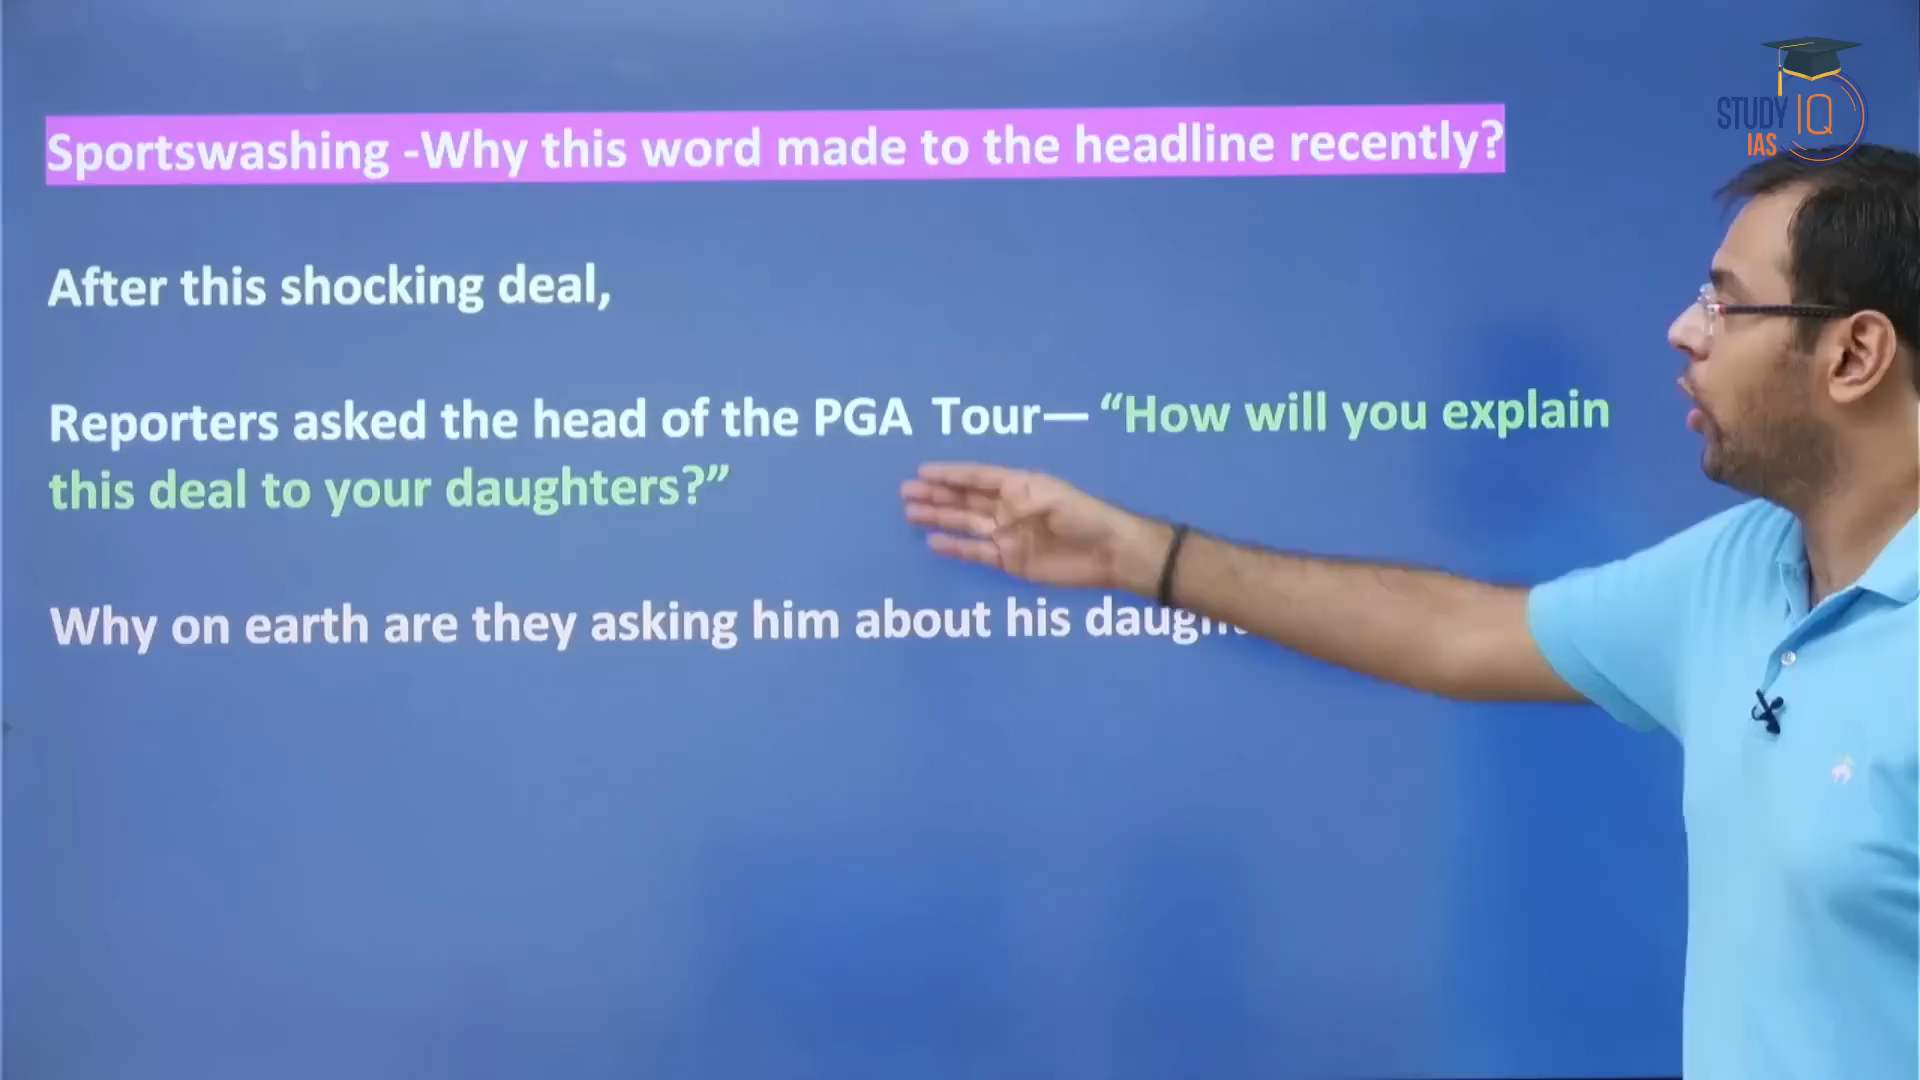 STUDY IQ
IAS
Sportswashing -Why this word made to the headline recently?
After this shocking deal,
Reporters asked the head of the PGA Tour— “How will you explain
this deal to your daughters?”
Why on earth are they asking him about his